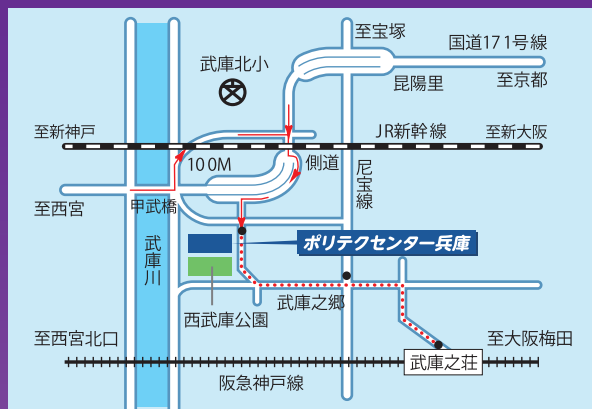 至宝塚
国道171号線
武庫北小
昆陽里
至京都
至新神戸
JR新幹線
至新大阪
100M
側道
尼宝線
至西宮
甲武橋
武庫川
ポリテクセンター兵庫
武庫之郷
西武庫公園
至西宮北口
至大阪梅田
武庫之荘
阪急神戸線